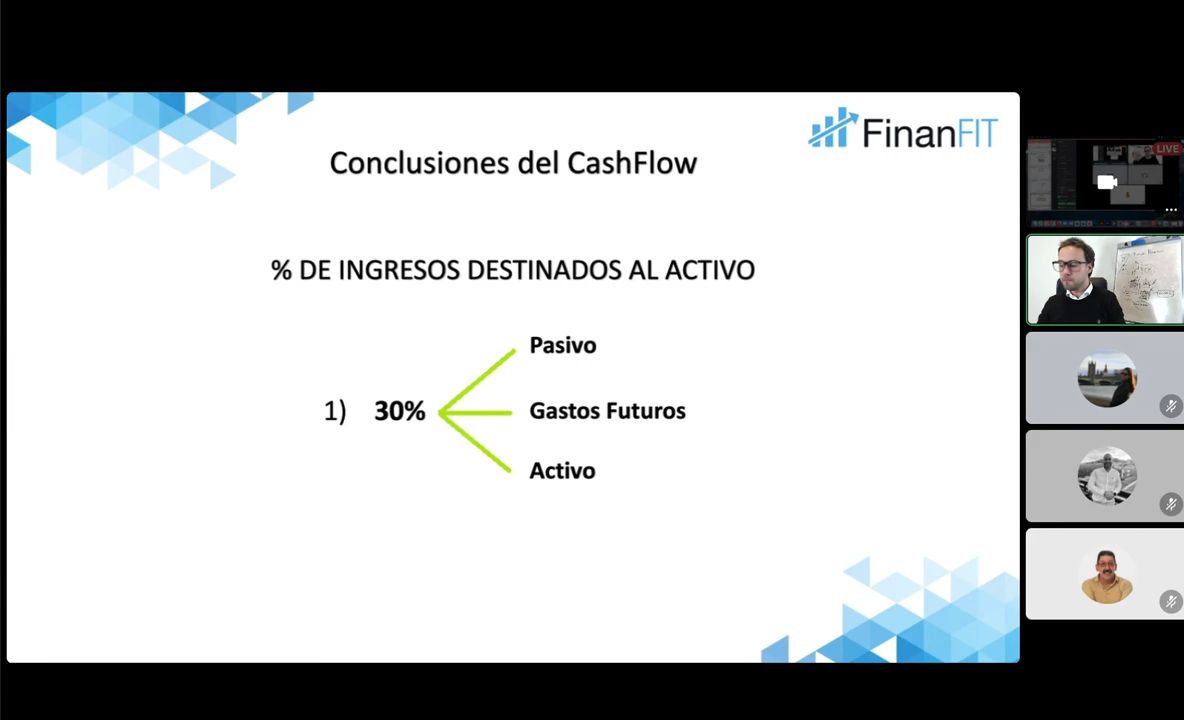 FinanFIT
Conclusiones del CashFlow
LIVE
% DE INGRESOS DESTINADOS AL ACTIVO
Pasivo
1) 30%
Gastos Futuros
Activo